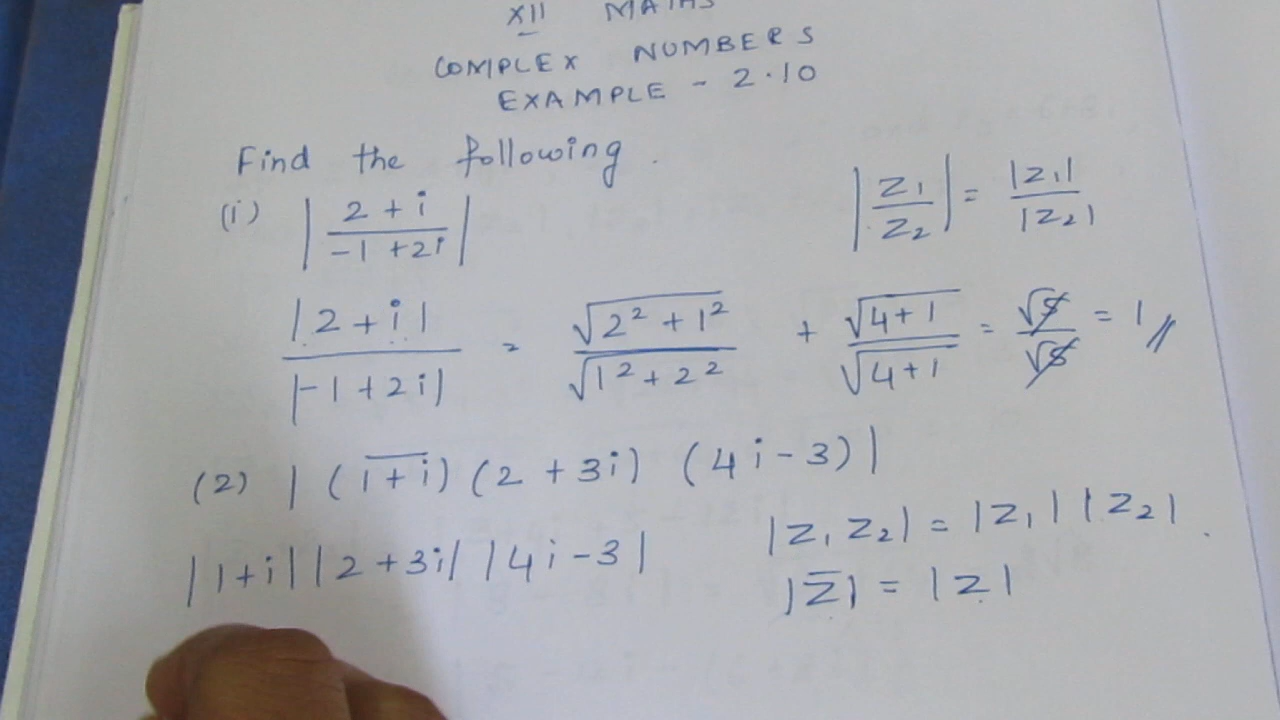 XII MATHS
COMPLEX NUMBERS
EXAMPLE - 2.10
Find the following.
(i) | (2 + i) / (-1 + 2i) |
| z₁ / z₂ | = |z₁| / |z₂|
|2 + i| / |-1 + 2i| = √(2² + 1²) / √(1² + 2²) + √(4+1) / √(4+1) = √5 / √5 = 1 //
(2) | (1̅ ̅+̅ ̅i̅) (2 + 3i) (4i - 3) |
|1+i| |2+3i| |4i-3|
|z₁ z₂| = |z₁| |z₂|.
|z̅| = |z|